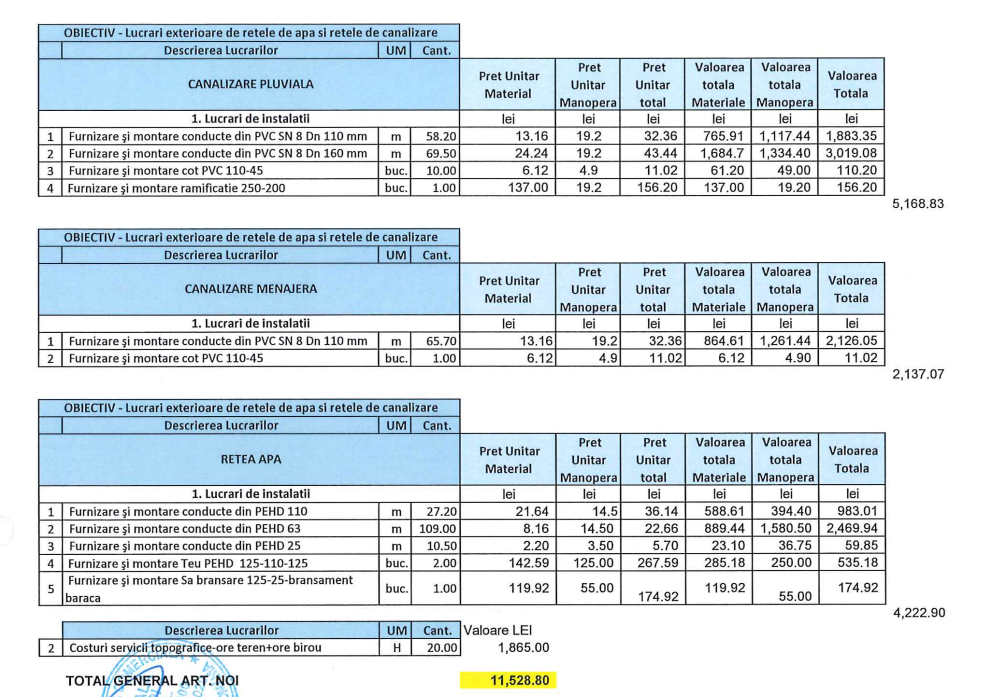 OBIECTIV - Lucrari exterioare de retele de apa si retele de canalizare
Descrierea Lucrarilor UM Cant.
CANALIZARE PLUVIALA Pret Unitar Material Pret Unitar Manopera Pret Unitar total Valoarea totala Materiale Valoarea totala Manopera Valoarea Totala
1. Lucrari de instalatii lei lei lei lei lei lei
1 Furnizare şi montare conducte din PVC SN 8 Dn 110 mm m 58.20 13.16 19.2 32.36 765.91 1,117.44 1,883.35
2 Furnizare şi montare conducte din PVC SN 8 Dn 160 mm m 69.50 24.24 19.2 43.44 1,684.7 1,334.40 3,019.08
3 Furnizare şi montare cot PVC 110-45 buc. 10.00 6.12 4.9 11.02 61.20 49.00 110.20
4 Furnizare şi montare ramificatie 250-200 buc. 1.00 137.00 19.2 156.20 137.00 19.20 156.20
5,168.83
OBIECTIV - Lucrari exterioare de retele de apa si retele de canalizare
Descrierea Lucrarilor UM Cant.
CANALIZARE MENAJERA Pret Unitar Material Pret Unitar Manopera Pret Unitar total Valoarea totala Materiale Valoarea totala Manopera Valoarea Totala
1. Lucrari de instalatii lei lei lei lei lei lei
1 Furnizare şi montare conducte din PVC SN 8 Dn 110 mm m 65.70 13.16 19.2 32.36 864.61 1,261.44 2,126.05
2 Furnizare şi montare cot PVC 110-45 buc. 1.00 6.12 4.9 11.02 6.12 4.90 11.02
2,137.07
OBIECTIV - Lucrari exterioare de retele de apa si retele de canalizare
Descrierea Lucrarilor UM Cant.
RETEA APA Pret Unitar Material Pret Unitar Manopera Pret Unitar total Valoarea totala Materiale Valoarea totala Manopera Valoarea Totala
1. Lucrari de instalatii lei lei lei lei lei lei
1 Furnizare şi montare conducte din PEHD 110 m 27.20 21.64 14.5 36.14 588.61 394.40 983.01
2 Furnizare şi montare conducte din PEHD 63 m 109.00 8.16 14.50 22.66 889.44 1,580.50 2,469.94
3 Furnizare şi montare conducte din PEHD 25 m 10.50 2.20 3.50 5.70 23.10 36.75 59.85
4 Furnizare şi montare Teu PEHD 125-110-125 buc. 2.00 142.59 125.00 267.59 285.18 250.00 535.18
5 Furnizare şi montare Sa bransare 125-25-bransament baraca buc. 1.00 119.92 55.00 174.92 119.92 55.00 174.92
4,222.90
Descrierea Lucrarilor UM Cant. Valoare LEI
2 Costuri servicii topografice-ore teren+ore birou H 20.00 1,865.00
TOTAL GENERAL ART. NOI 11,528.80